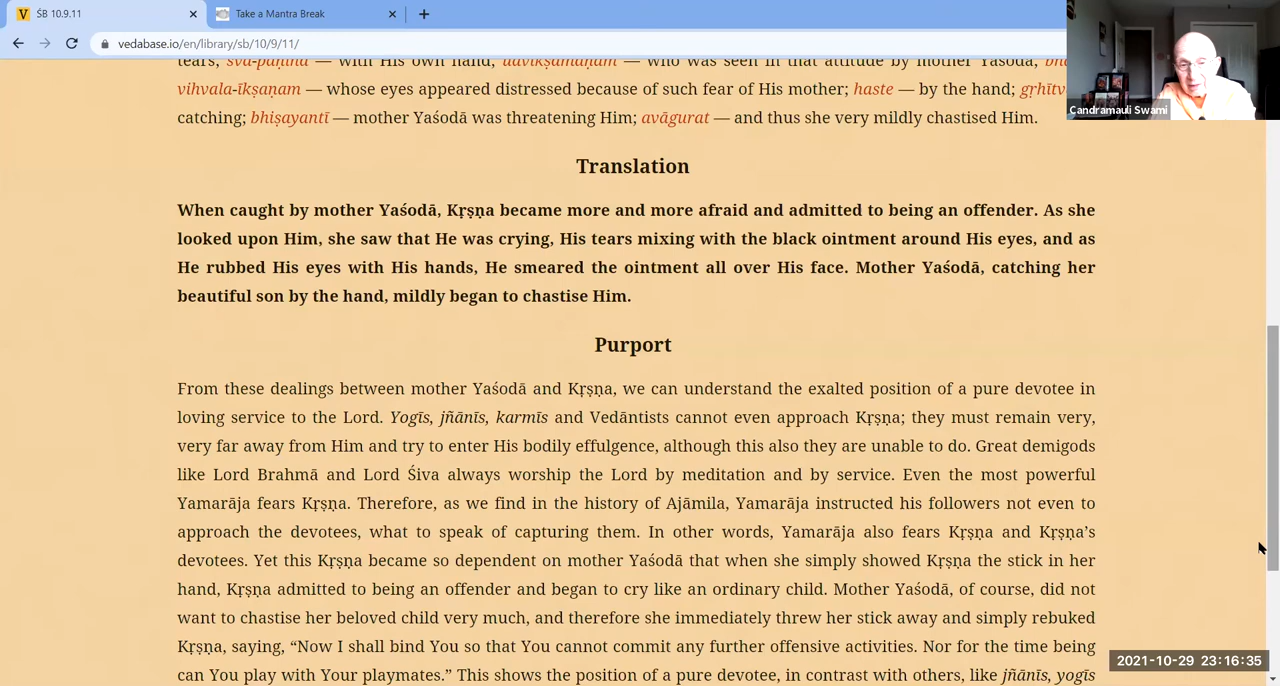 ŚB 10.9.11
Take a Mantra Break
vedabase.io/en/library/sb/10/9/11/
tears; sva-pāṇinā — with His own hand; udvīkṣamāṇam — who was seen in that attitude by mother Yaśodā;
vihvala-īkṣaṇam — whose eyes appeared distressed because of such fear of His mother; haste — by the hand;
catching; bhiṣayantī — mother Yaśodā was threatening Him; avāgurat — and thus she very mildly chastised Him.
Candramauli Swami
Translation
When caught by mother Yaśodā, Kṛṣṇa became more and more afraid and admitted to being an offender. As she
looked upon Him, she saw that He was crying, His tears mixing with the black ointment around His eyes, and as
He rubbed His eyes with His hands, He smeared the ointment all over His face. Mother Yaśodā, catching her
beautiful son by the hand, mildly began to chastise Him.
Purport
From these dealings between mother Yaśodā and Kṛṣṇa, we can understand the exalted position of a pure devotee in
loving service to the Lord. Yogīs, jñānīs, karmīs and Vedāntists cannot even approach Kṛṣṇa; they must remain very,
very far away from Him and try to enter His bodily effulgence, although this also they are unable to do. Great demigods
like Lord Brahmā and Lord Śiva always worship the Lord by meditation and by service. Even the most powerful
Yamarāja fears Kṛṣṇa. Therefore, as we find in the history of Ajāmila, Yamarāja instructed his followers not even to
approach the devotees, what to speak of capturing them. In other words, Yamarāja also fears Kṛṣṇa and Kṛṣṇa’s
devotees. Yet this Kṛṣṇa became so dependent on mother Yaśodā that when she simply showed Kṛṣṇa the stick in her
hand, Kṛṣṇa admitted to being an offender and began to cry like an ordinary child. Mother Yaśodā, of course, did not
want to chastise her beloved child very much, and therefore she immediately threw her stick away and simply rebuked
Kṛṣṇa, saying, “Now I shall bind You so that You cannot commit any further offensive activities. Nor for the time being
can You play with Your playmates.” This shows the position of a pure devotee, in contrast with others, like jñānīs, yogīs
2021-10-29 23:16:35